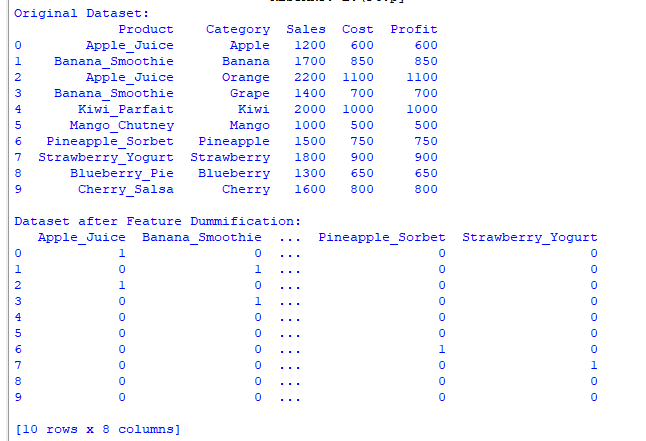 Original Dataset:
Product Category Sales Cost Profit
0 Apple_Juice Apple 1200 600 600
1 Banana_Smoothie Banana 1700 850 850
2 Apple_Juice Orange 2200 1100 1100
3 Banana_Smoothie Grape 1400 700 700
4 Kiwi_Parfait Kiwi 2000 1000 1000
5 Mango_Chutney Mango 1000 500 500
6 Pineapple_Sorbet Pineapple 1500 750 750
7 Strawberry_Yogurt Strawberry 1800 900 900
8 Blueberry_Pie Blueberry 1300 650 650
9 Cherry_Salsa Cherry 1600 800 800
Dataset after Feature Dummification:
Apple_Juice Banana_Smoothie ... Pineapple_Sorbet Strawberry_Yogurt
0 1 0 ... 0 0
1 0 1 ... 0 0
2 1 0 ... 0 0
3 0 1 ... 0 0
4 0 0 ... 0 0
5 0 0 ... 0 0
6 0 0 ... 1 0
7 0 0 ... 0 1
8 0 0 ... 0 0
9 0 0 ... 0 0
[10 rows x 8 columns]